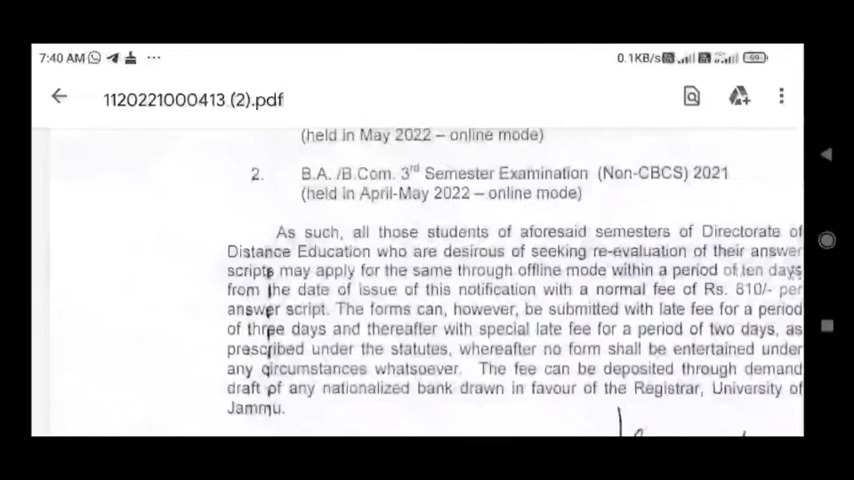 7:40 AM ... 0.1KB/s 99
1120221000413 (2).pdf
(held in May 2022 – online mode)
2. B.A. /B.Com. 3rd Semester Examination (Non-CBCS) 2021
(held in April-May 2022 – online mode)
As such, all those students of aforesaid semesters of Directorate of
Distance Education who are desirous of seeking re-evaluation of their answer
scripts may apply for the same through offline mode within a period of ten days
from the date of issue of this notification with a normal fee of Rs. 810/- per
answer script. The forms can, however, be submitted with late fee for a period
of three days and thereafter with special late fee for a period of two days, as
prescribed under the statutes, whereafter no form shall be entertained under
any circumstances whatsoever. The fee can be deposited through demand
draft of any nationalized bank drawn in favour of the Registrar, University of
Jammu.